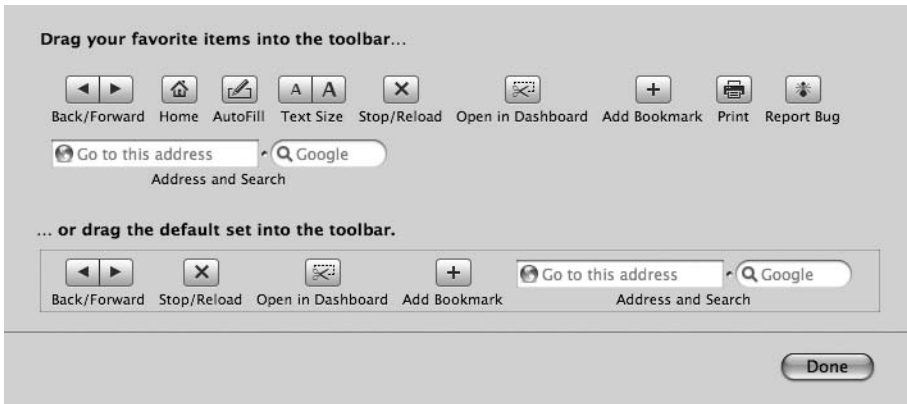 Drag your favorite items into the toolbar...
A A
Back/Forward Home AutoFill Text Size Stop/Reload Open in Dashboard Add Bookmark Print Report Bug
Go to this address Google
Address and Search
... or drag the default set into the toolbar.
Go to this address Google
Back/Forward Stop/Reload Open in Dashboard Add Bookmark Address and Search
Done